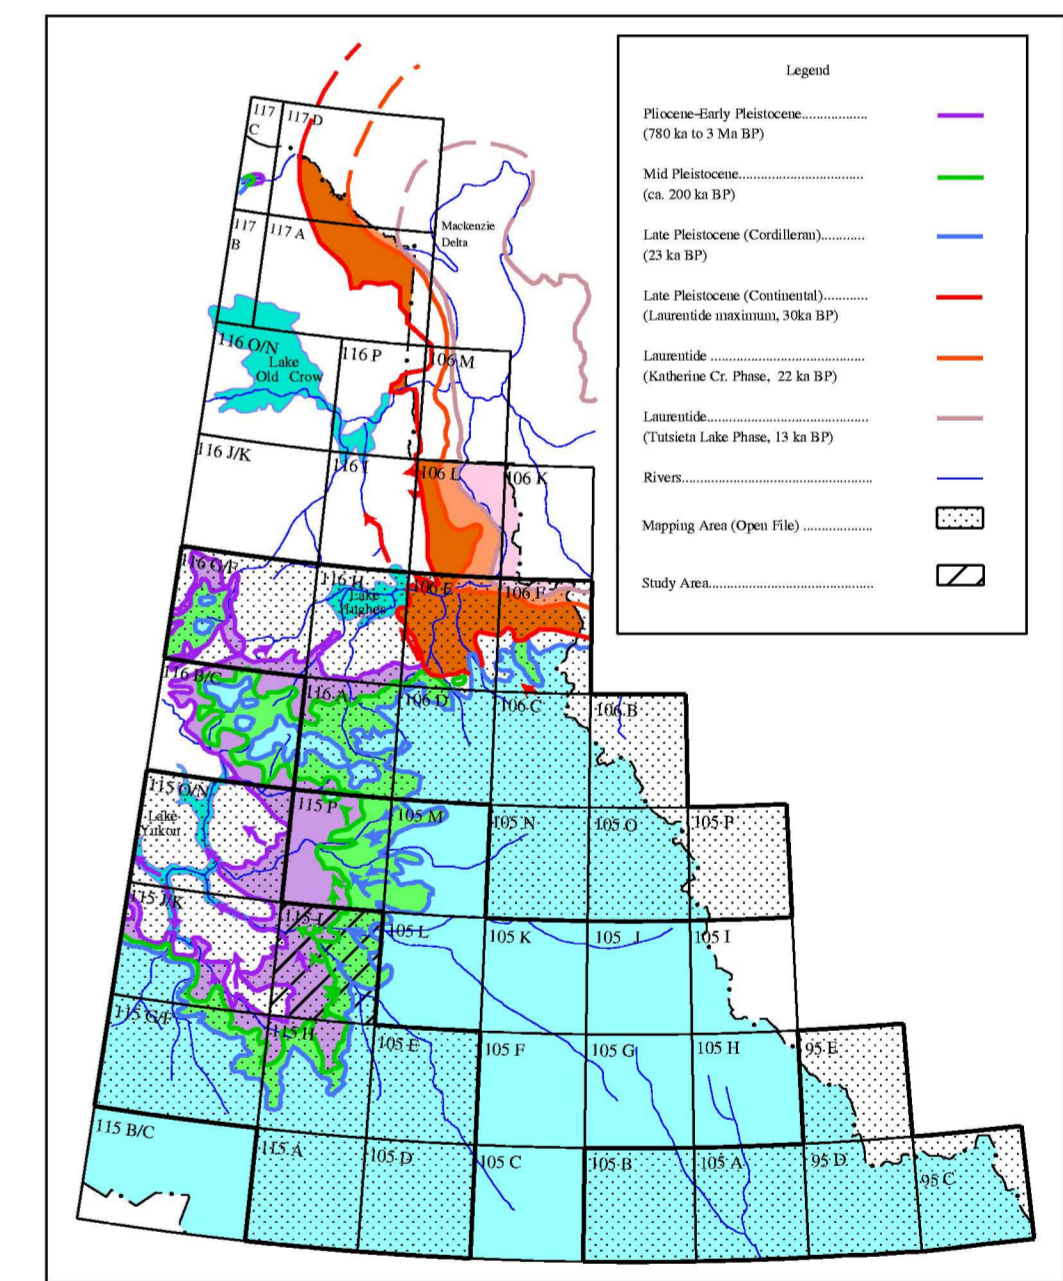 Legend
Pliocene-Early Pleistocene..................
(780 ka to 3 Ma BP)
Mid Pleistocene..................................
(ca. 200 ka BP)
Late Pleistocene (Cordilleran)............
(23 ka BP)
Late Pleistocene (Continental)............
(Laurentide maximum, 30ka BP)
Laurentide ...........................................
(Katherine Cr. Phase, 22 ka BP)
Laurentide.............................................
(Tutsieta Lake Phase, 13 ka BP)
Rivers.....................................................
Mapping Area (Open File) ...................
Study Area..............................................
117
C
117 D
117
B
117 A
Mackenzie
Delta
116 O/N
Lake
Old Crow
116 P
106 M
116 J/K
116 I
106 L
106 K
116 G/F
116 H
Lake
Hughes
106 E
106 F
116 B/C
116 A
106 D
106 C
106 B
115 O/N
Lake
Yukon
115 P
105 M
105 N
105 O
105 P
115 J/K
115 I
105 L
105 K
105 J
105 I
115 G/F
115 H
105 E
105 F
105 G
105 H
95 E
115 B/C
115 A
105 D
105 C
105 B
105 A
95 D
95 C